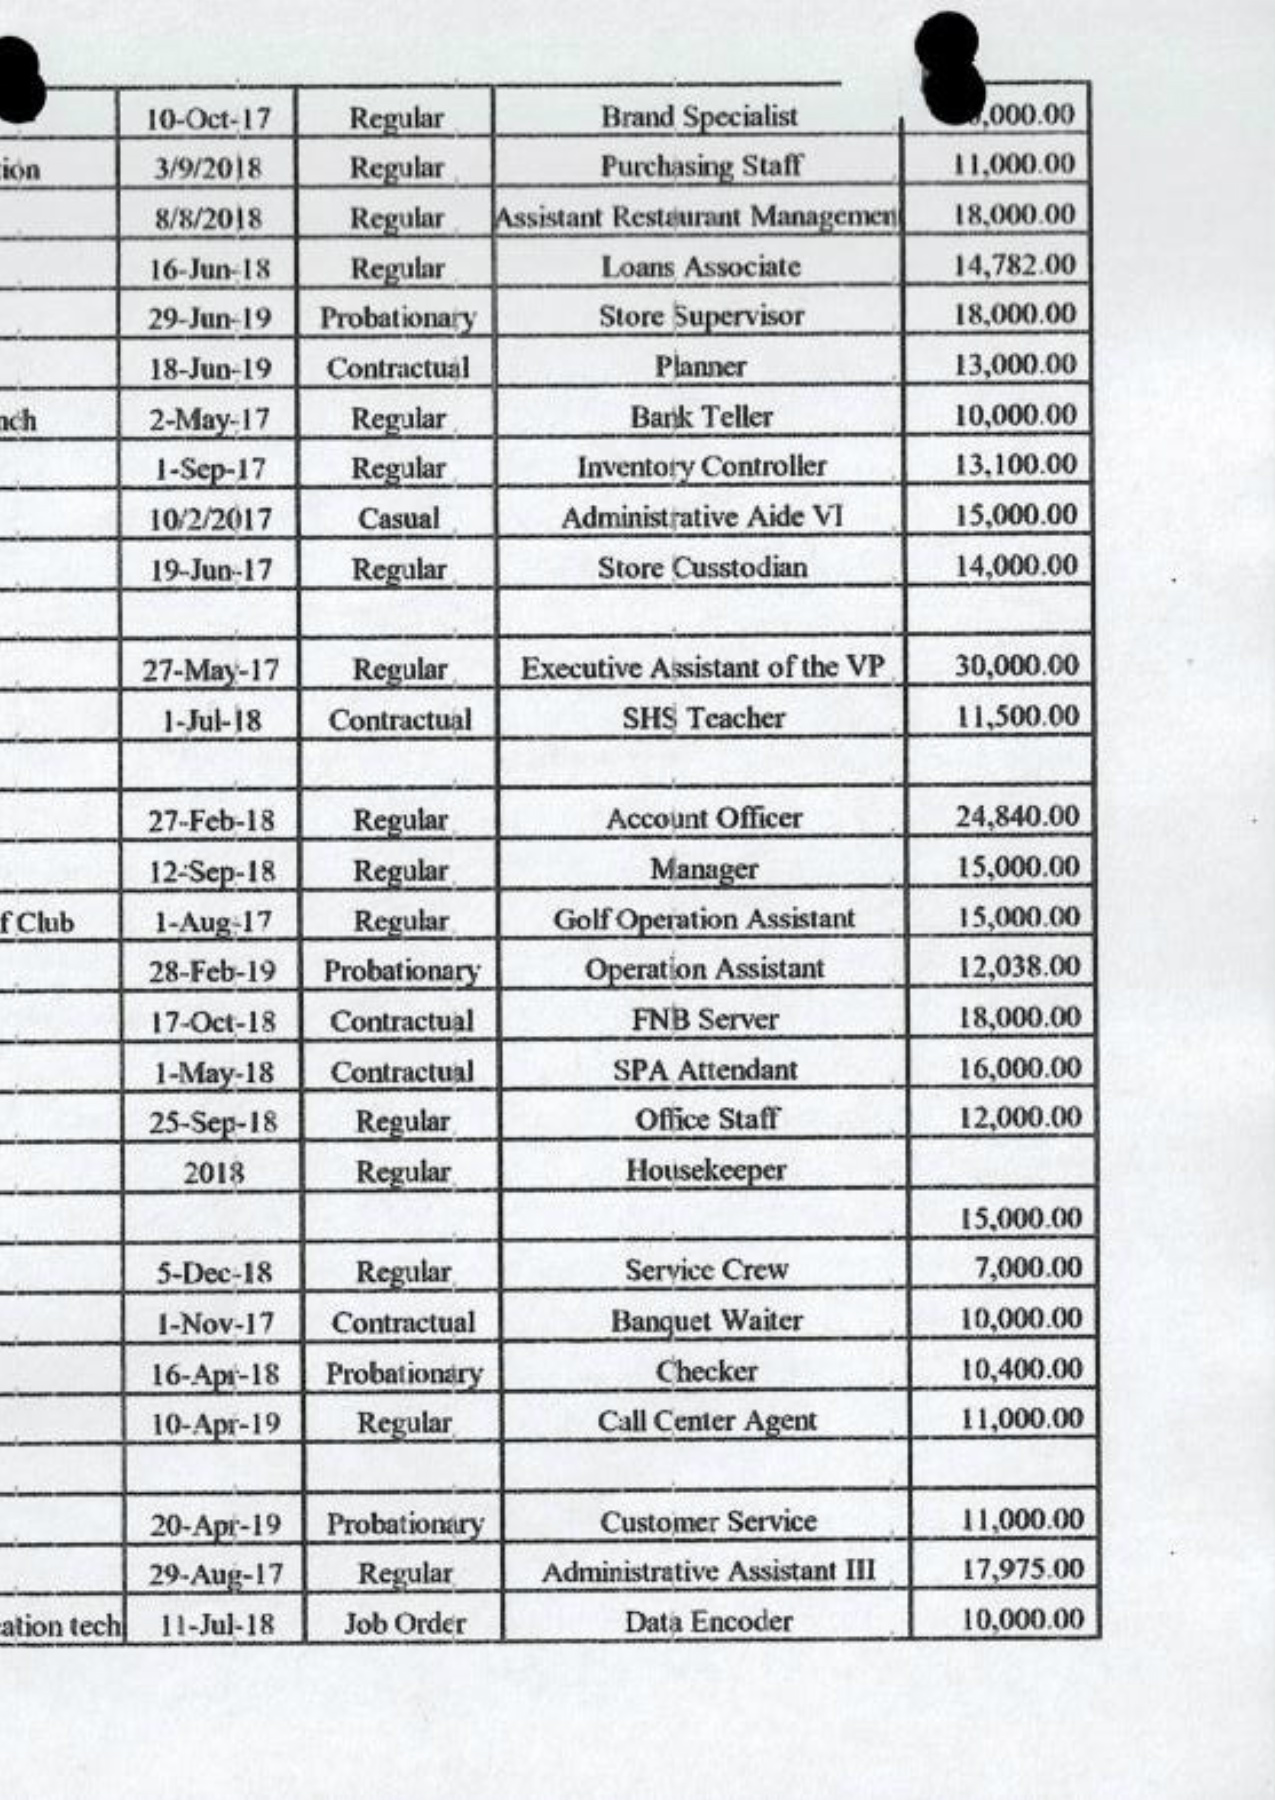 10-Oct-17 Regular Brand Specialist ,000.00
ion 3/9/2018 Regular Purchasing Staff 11,000.00
8/8/2018 Regular Assistant Restaurant Managemen 18,000.00
16-Jun-18 Regular Loans Associate 14,782.00
29-Jun-19 Probationary Store Supervisor 18,000.00
18-Jun-19 Contractual Planner 13,000.00
nch 2-May-17 Regular Bank Teller 10,000.00
1-Sep-17 Regular Inventory Controller 13,100.00
10/2/2017 Casual Administrative Aide VI 15,000.00
19-Jun-17 Regular Store Cusstodian 14,000.00
27-May-17 Regular Executive Assistant of the VP 30,000.00
1-Jul-18 Contractual SHS Teacher 11,500.00
27-Feb-18 Regular Account Officer 24,840.00
12-Sep-18 Regular Manager 15,000.00
f Club 1-Aug-17 Regular Golf Operation Assistant 15,000.00
28-Feb-19 Probationary Operation Assistant 12,038.00
17-Oct-18 Contractual FNB Server 18,000.00
1-May-18 Contractual SPA Attendant 16,000.00
25-Sep-18 Regular Office Staff 12,000.00
2018 Regular Housekeeper
15,000.00
5-Dec-18 Regular Service Crew 7,000.00
1-Nov-17 Contractual Banquet Waiter 10,000.00
16-Apr-18 Probationary Checker 10,400.00
10-Apr-19 Regular Call Center Agent 11,000.00
20-Apr-19 Probationary Customer Service 11,000.00
29-Aug-17 Regular Administrative Assistant III 17,975.00
ation tech 11-Jul-18 Job Order Data Encoder 10,000.00